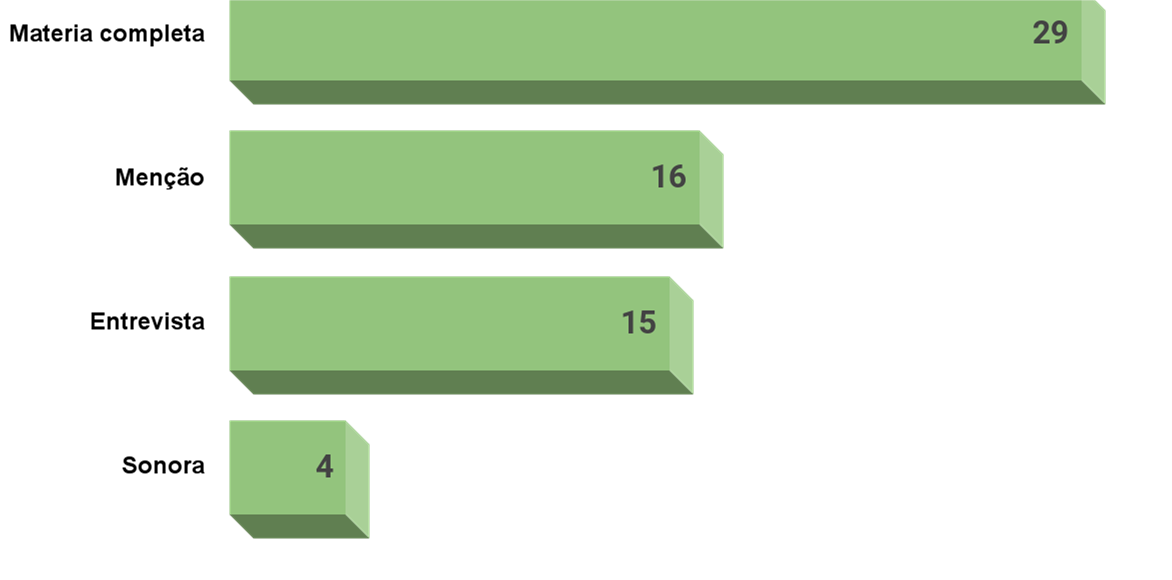 Materia completa 29
Menção 16
Entrevista 15
Sonora 4